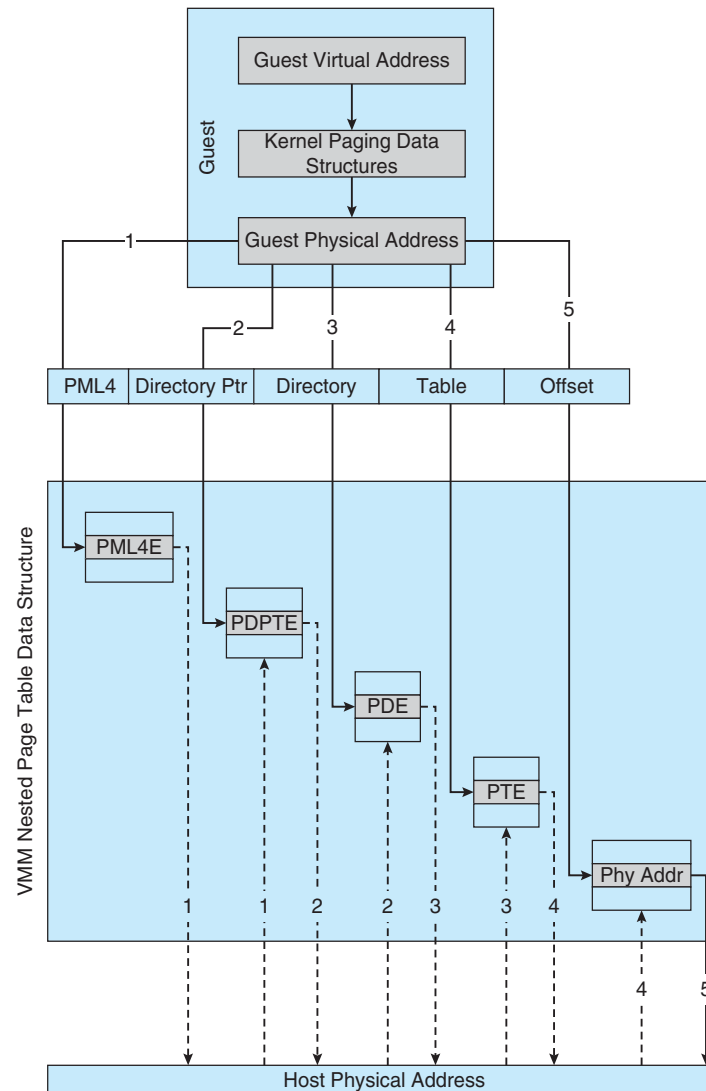 Guest
Guest Virtual Address
Kernel Paging Data
Structures
Guest Physical Address
1
2
3
4
5
PML4
Directory Ptr
Directory
Table
Offset
VMM Nested Page Table Data Structure
PML4E
PDPTE
PDE
PTE
Phy Addr
1
1
2
2
3
3
4
4
5
Host Physical Address